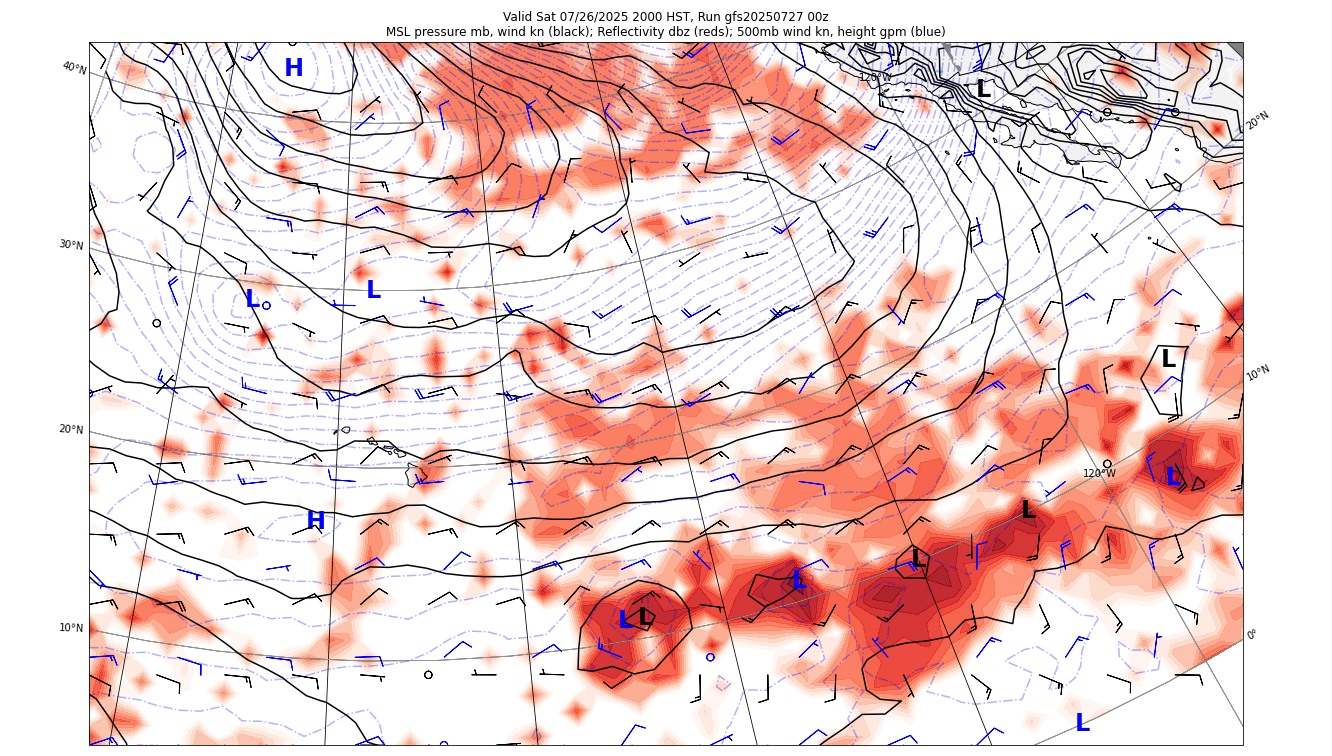 Valid Sat 07/26/2025 2000 HST, Run gfs20250727 00z
MSL pressure mb, wind kn (black); Reflectivity dbz (reds); 500mb wind kn, height gpm (blue)
40°N
H
120°W
L
20°N
30°N
L
L
L
10°N
20°N
120°W
L
H
L
L
L
10°N
L
L
0°
L